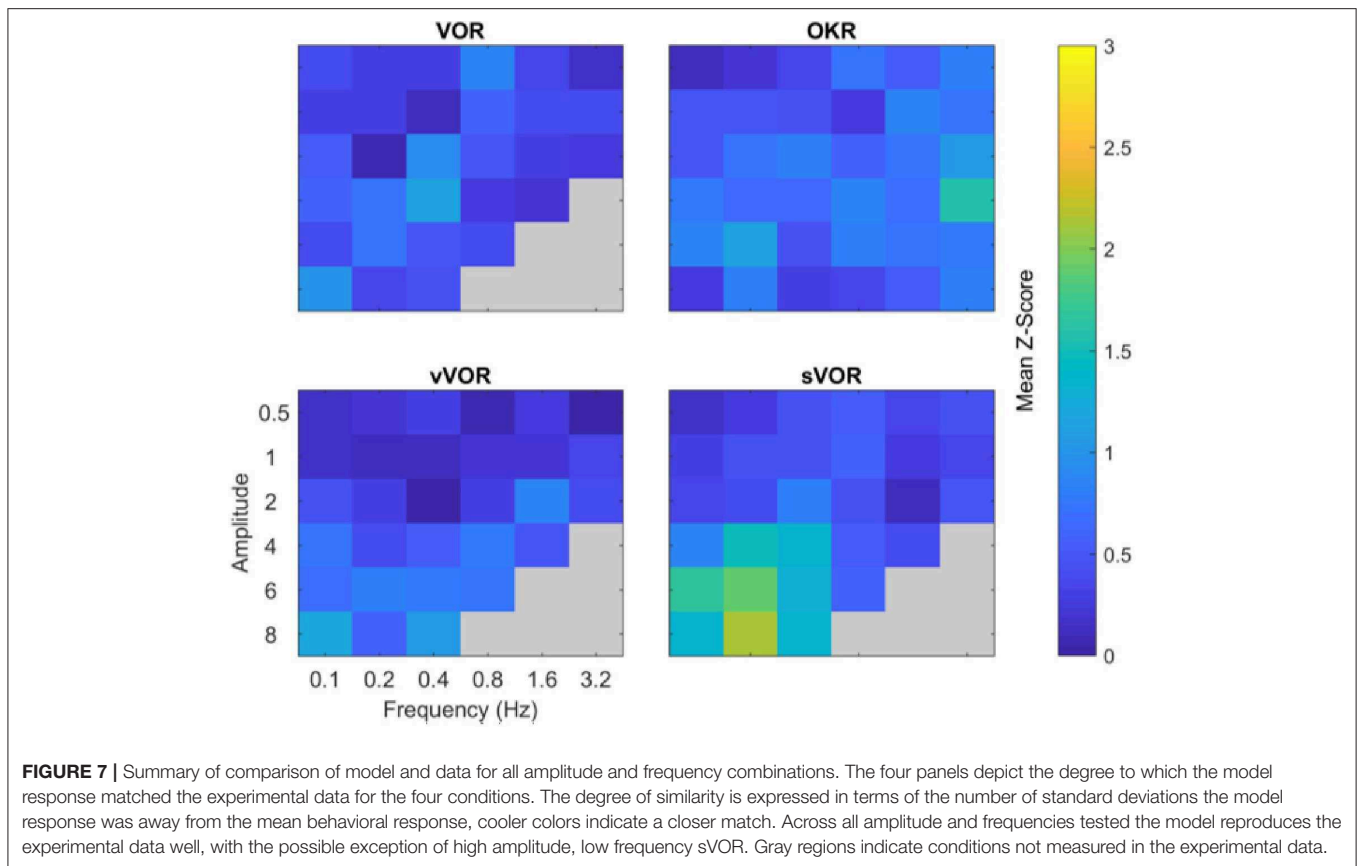 VOR
OKR
3
2.5
2
1.5
1
0.5
0
Mean Z-Score
vVOR
sVOR
0.5
1
2
4
6
8
Amplitude
0.1 0.2 0.4 0.8 1.6 3.2
Frequency (Hz)
FIGURE 7 | Summary of comparison of model and data for all amplitude and frequency combinations. The four panels depict the degree to which the model
response matched the experimental data for the four conditions. The degree of similarity is expressed in terms of the number of standard deviations the model
response was away from the mean behavioral response, cooler colors indicate a closer match. Across all amplitude and frequencies tested the model reproduces the
experimental data well, with the possible exception of high amplitude, low frequency sVOR. Gray regions indicate conditions not measured in the experimental data.